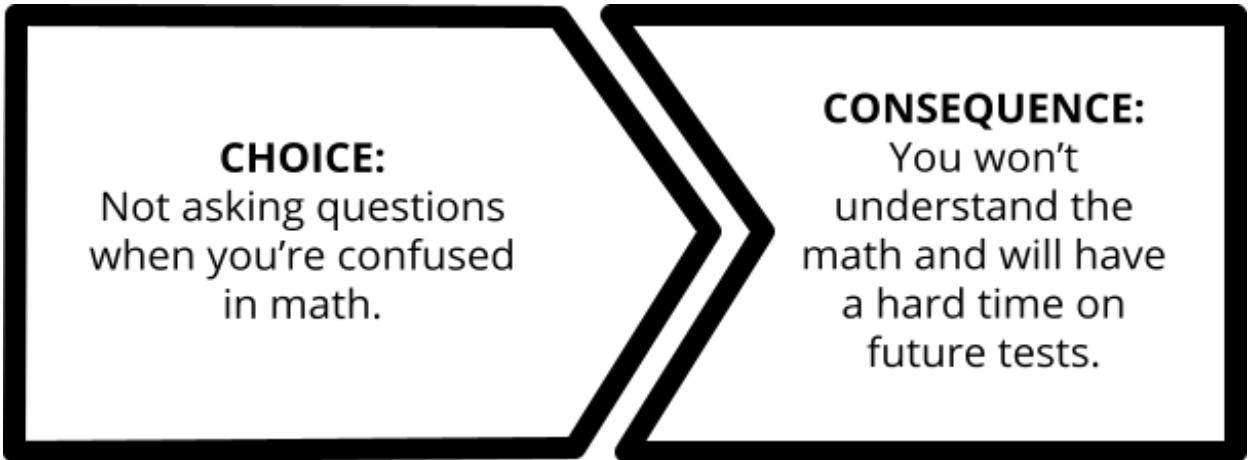 CHOICE:
Not asking questions
when you’re confused
in math.
CONSEQUENCE:
You won’t
understand the
math and will have
a hard time on
future tests.